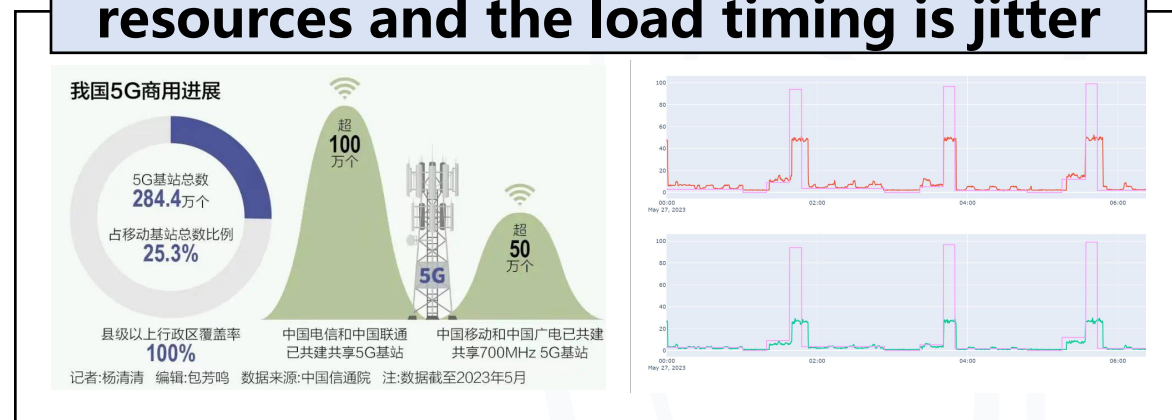 resources and the load timing is jitter
我国5G商用进展
5G基站总数
284.4万个
占移动基站总数比例
25.3%
县级以上行政区覆盖率
100%
超
100
万个
5G
超
50
万个
中国电信和中国联通
已共建共享5G基站
中国移动和中国广电已共建
共享700MHz 5G基站
记者:杨清清 编辑:包芳鸣 数据来源:中国信通院 注:数据截至2023年5月
100
80
60
40
20
0
00:00 02:00 04:00 06:00
May 27, 2023
100
80
60
40
20
0
00:00 02:00 04:00 06:00
May 27, 2023